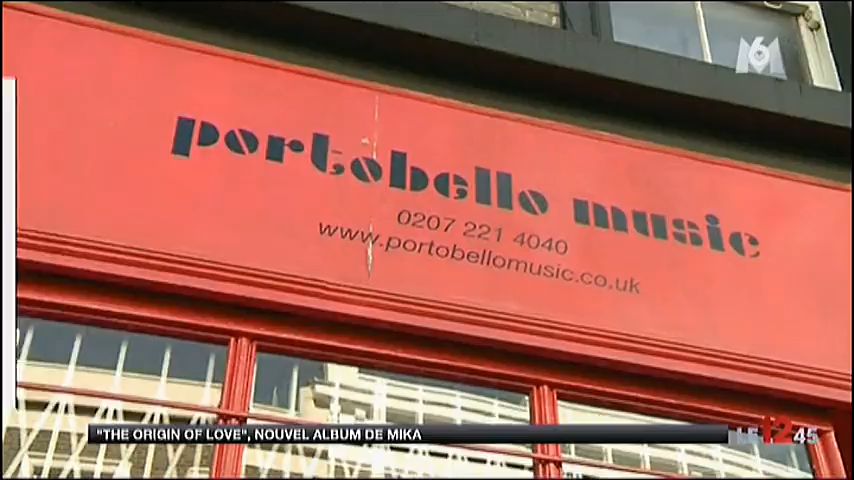 M6
portobello music
0207 221 4040
www.portobellomusic.co.uk
"THE ORIGIN OF LOVE", NOUVEL ALBUM DE MIKA
LE 12 45